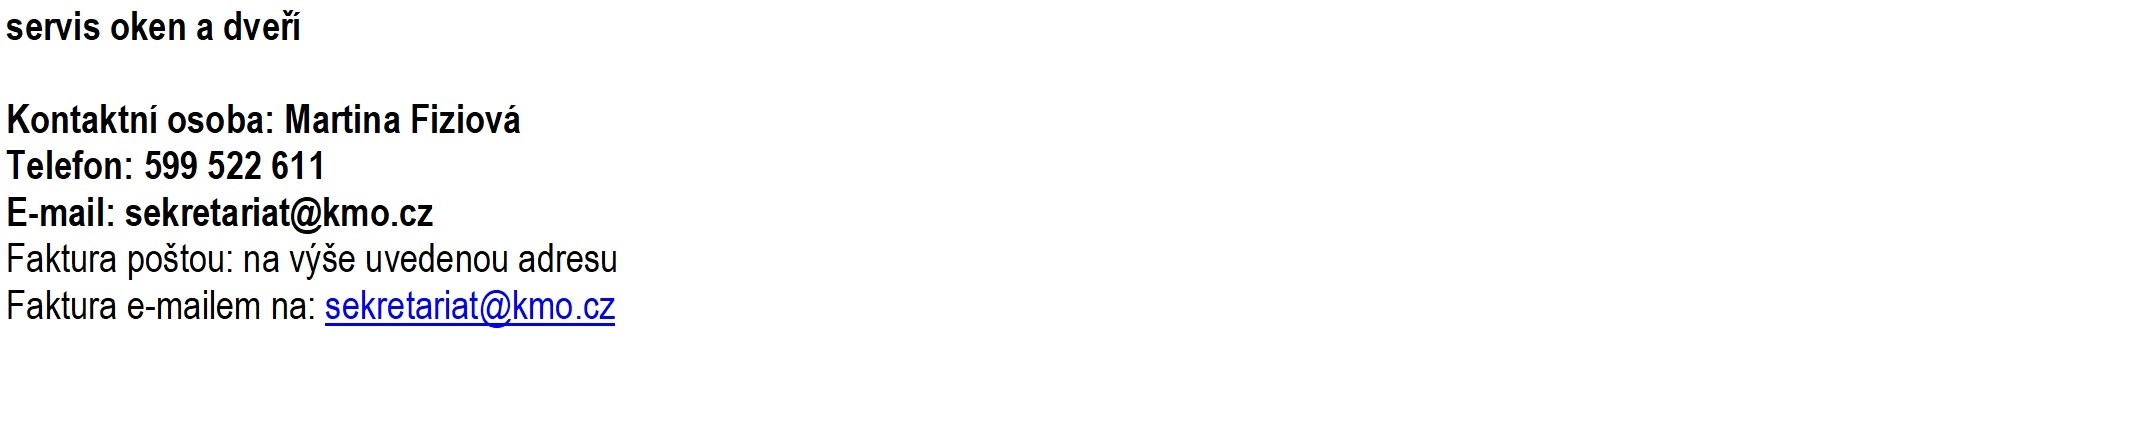 servis oken a dveří
Kontaktní osoba: Martina Fiziová
Telefon: 599 522 611
E-mail: sekretariat@kmo.cz
Faktura poštou: na výše uvedenou adresu
Faktura e-mailem na: sekretariat@kmo.cz